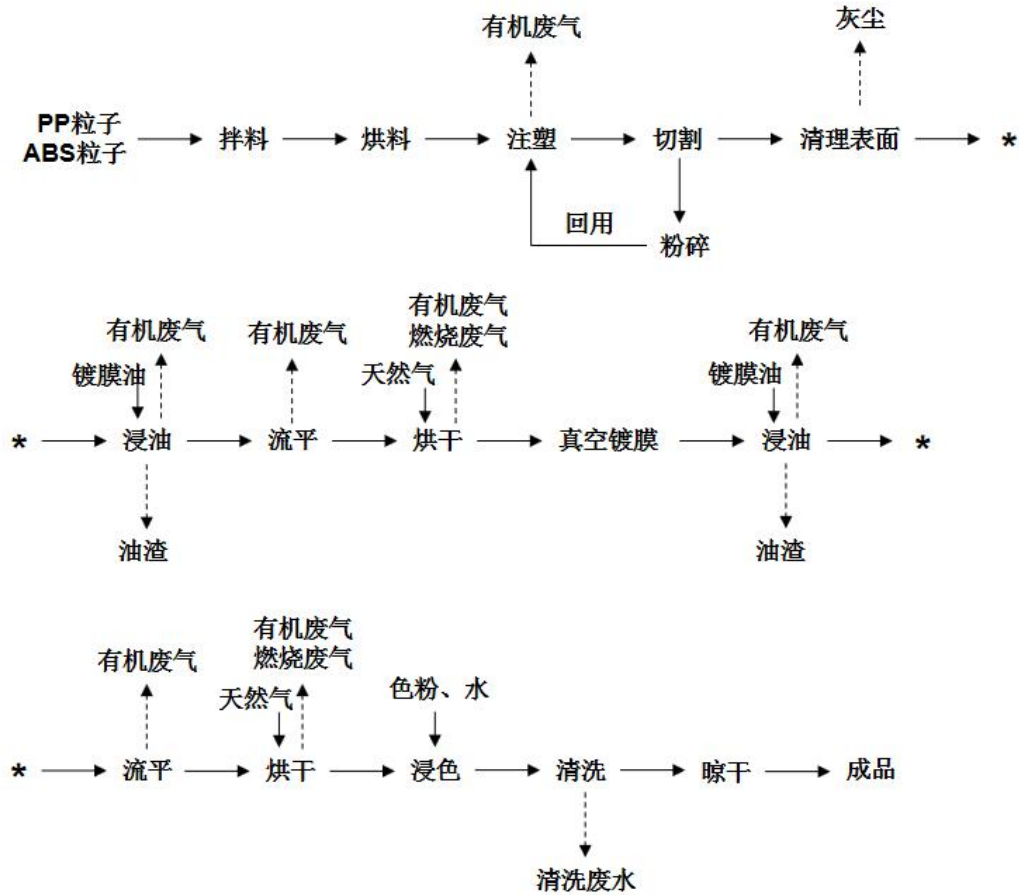 有机废气
灰尘
PP粒子
ABS粒子
拌料
烘料
注塑
切割
清理表面
*
回用
粉碎
有机废气
有机废气
有机废气
燃烧废气
有机废气
镀膜油
天然气
镀膜油
*
浸油
流平
烘干
真空镀膜
浸油
*
油渣
油渣
有机废气
有机废气
燃烧废气
天然气
色粉、水
*
流平
烘干
浸色
清洗
晾干
成品
清洗废水